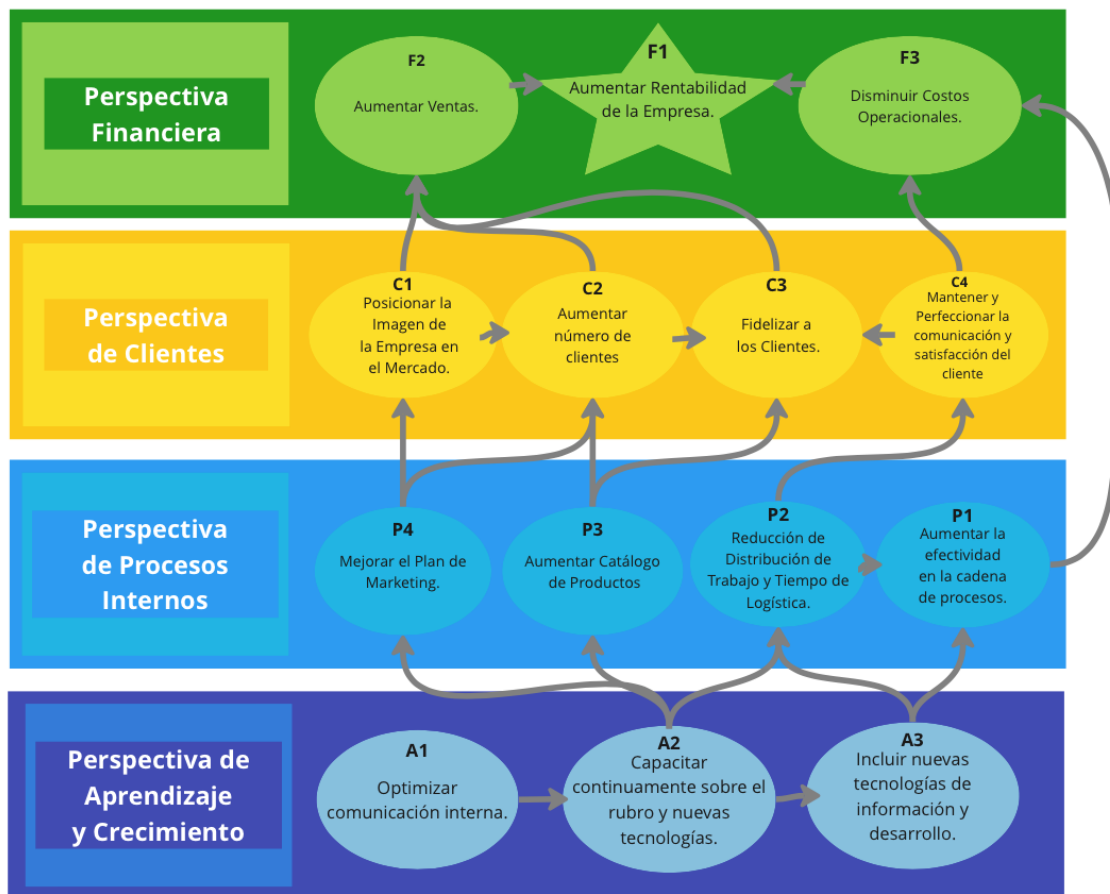 Perspectiva
Financiera
F2
Aumentar Ventas.
F1
Aumentar Rentabilidad
de la Empresa.
F3
Disminuir Costos
Operacionales.
Perspectiva
de Clientes
C1
Posicionar la
Imagen de
la Empresa en
el Mercado.
C2
Aumentar
número de
clientes
C3
Fidelizar a
los Clientes.
C4
Mantener y
Perfeccionar la
comunicación y
satisfacción del
cliente
Perspectiva
de Procesos
Internos
P4
Mejorar el Plan de
Marketing.
P3
Aumentar Catálogo
de Productos
P2
Reducción de
Distribución de
Trabajo y Tiempo de
Logística.
P1
Aumentar la
efectividad
en la cadena
de procesos.
Perspectiva de
Aprendizaje
y Crecimiento
A1
Optimizar
comunicación interna.
A2
Capacitar
continuamente sobre el
rubro y nuevas
tecnologías.
A3
Incluir nuevas
tecnologías de
información y
desarrollo.